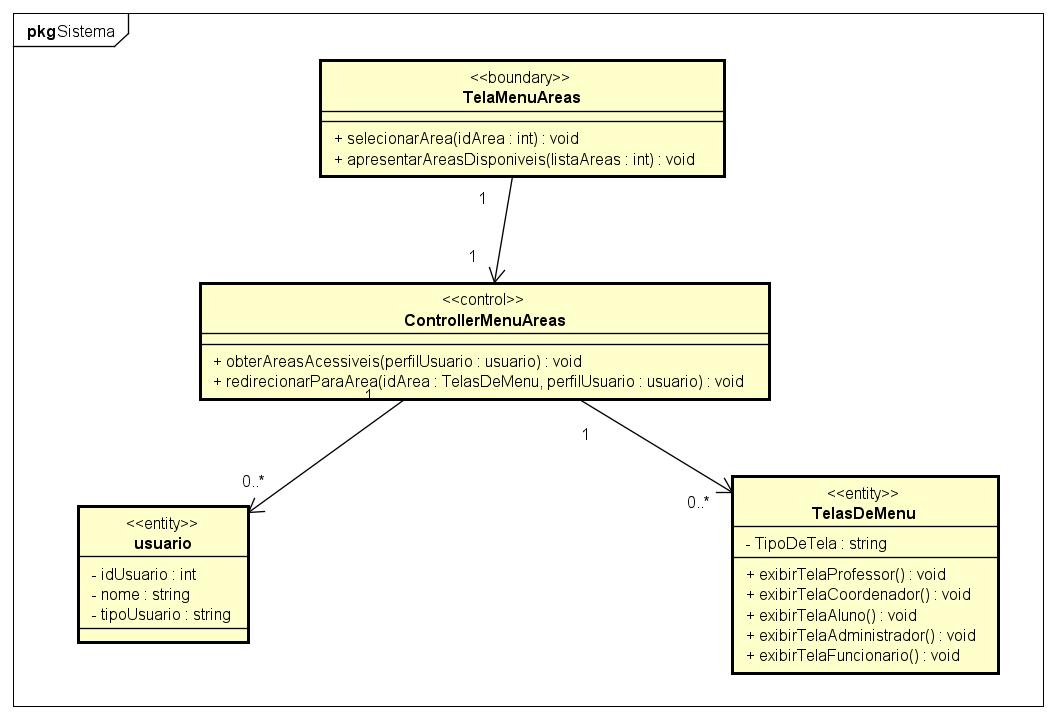 pkg Sistema
<<boundary>>
TelaMenuAreas
+ selecionarArea(idArea : int) : void
+ apresentarAreasDisponiveis(listaAreas : int) : void
1
1
<<control>>
ControllerMenuAreas
+ obterAreasAcessiveis(perfilUsuario : usuario) : void
+ redirecionarParaArea(idArea : TelasDeMenu, perfilUsuario : usuario) : void
1
1
0..*
0..*
<<entity>>
usuario
- idUsuario : int
- nome : string
- tipoUsuario : string
<<entity>>
TelasDeMenu
- TipoDeTela : string
+ exibirTelaProfessor() : void
+ exibirTelaCoordenador() : void
+ exibirTelaAluno() : void
+ exibirTelaAdministrador() : void
+ exibirTelaFuncionario() : void